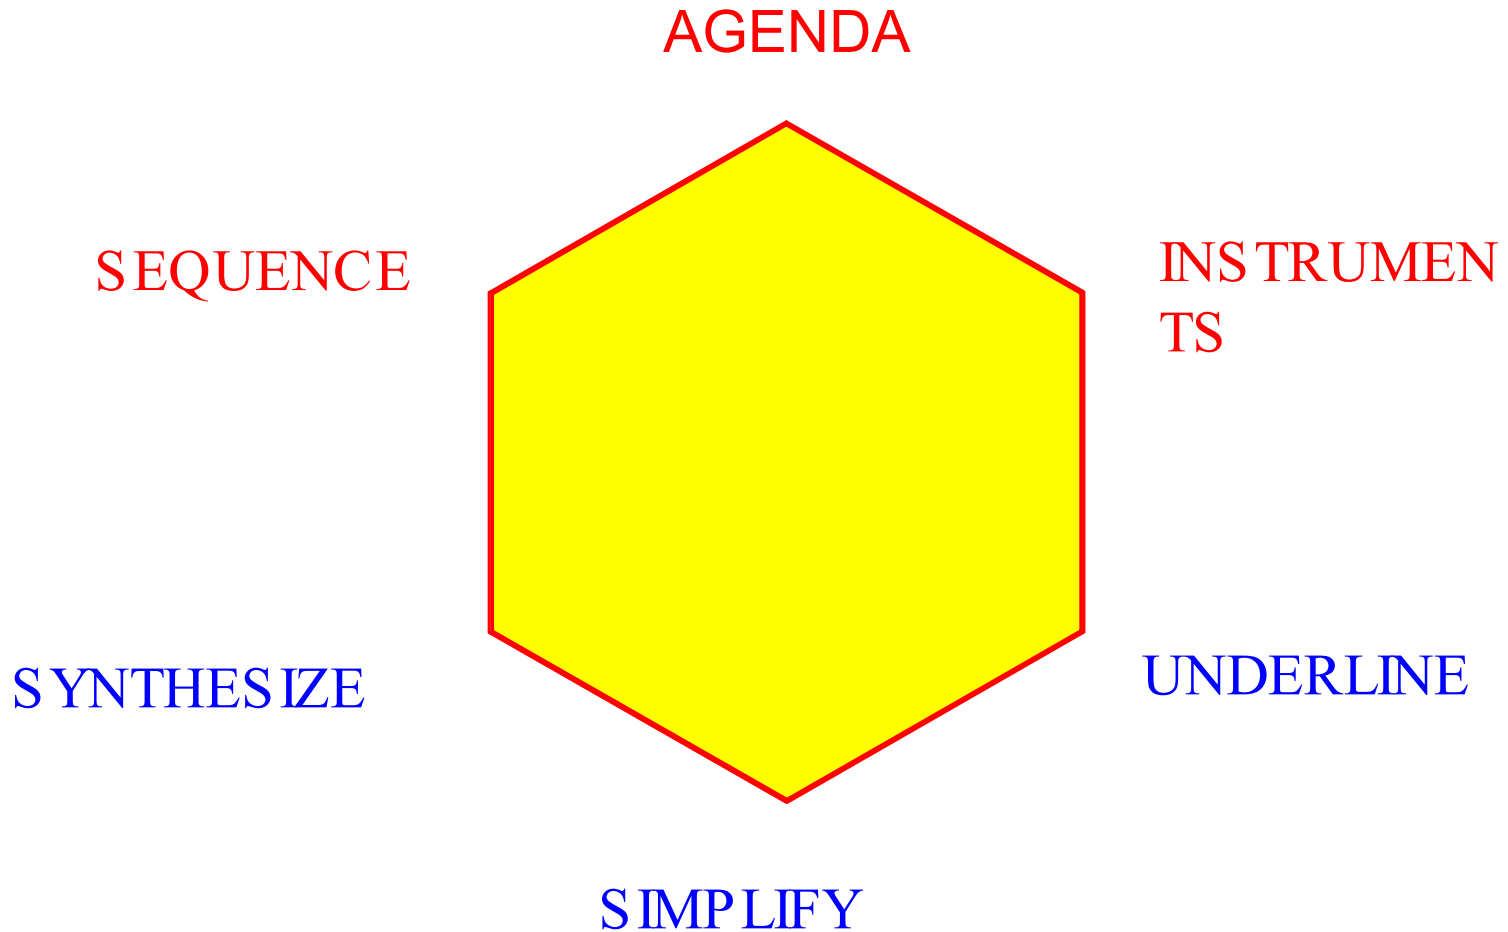 AGENDA
SEQUENCE
INSTRUMEN
TS
SYNTHESIZE
UNDERLINE
SIMPLIFY